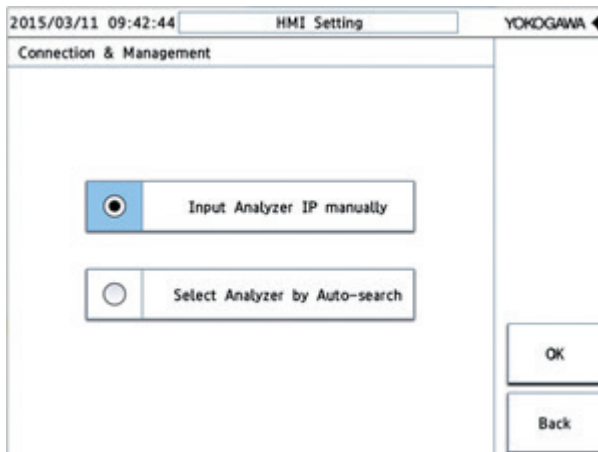 2015/03/11 09:42:44 HMI Setting YOKOGAWA
Connection & Management
Input Analyzer IP manually
Select Analyzer by Auto-search
OK
Back